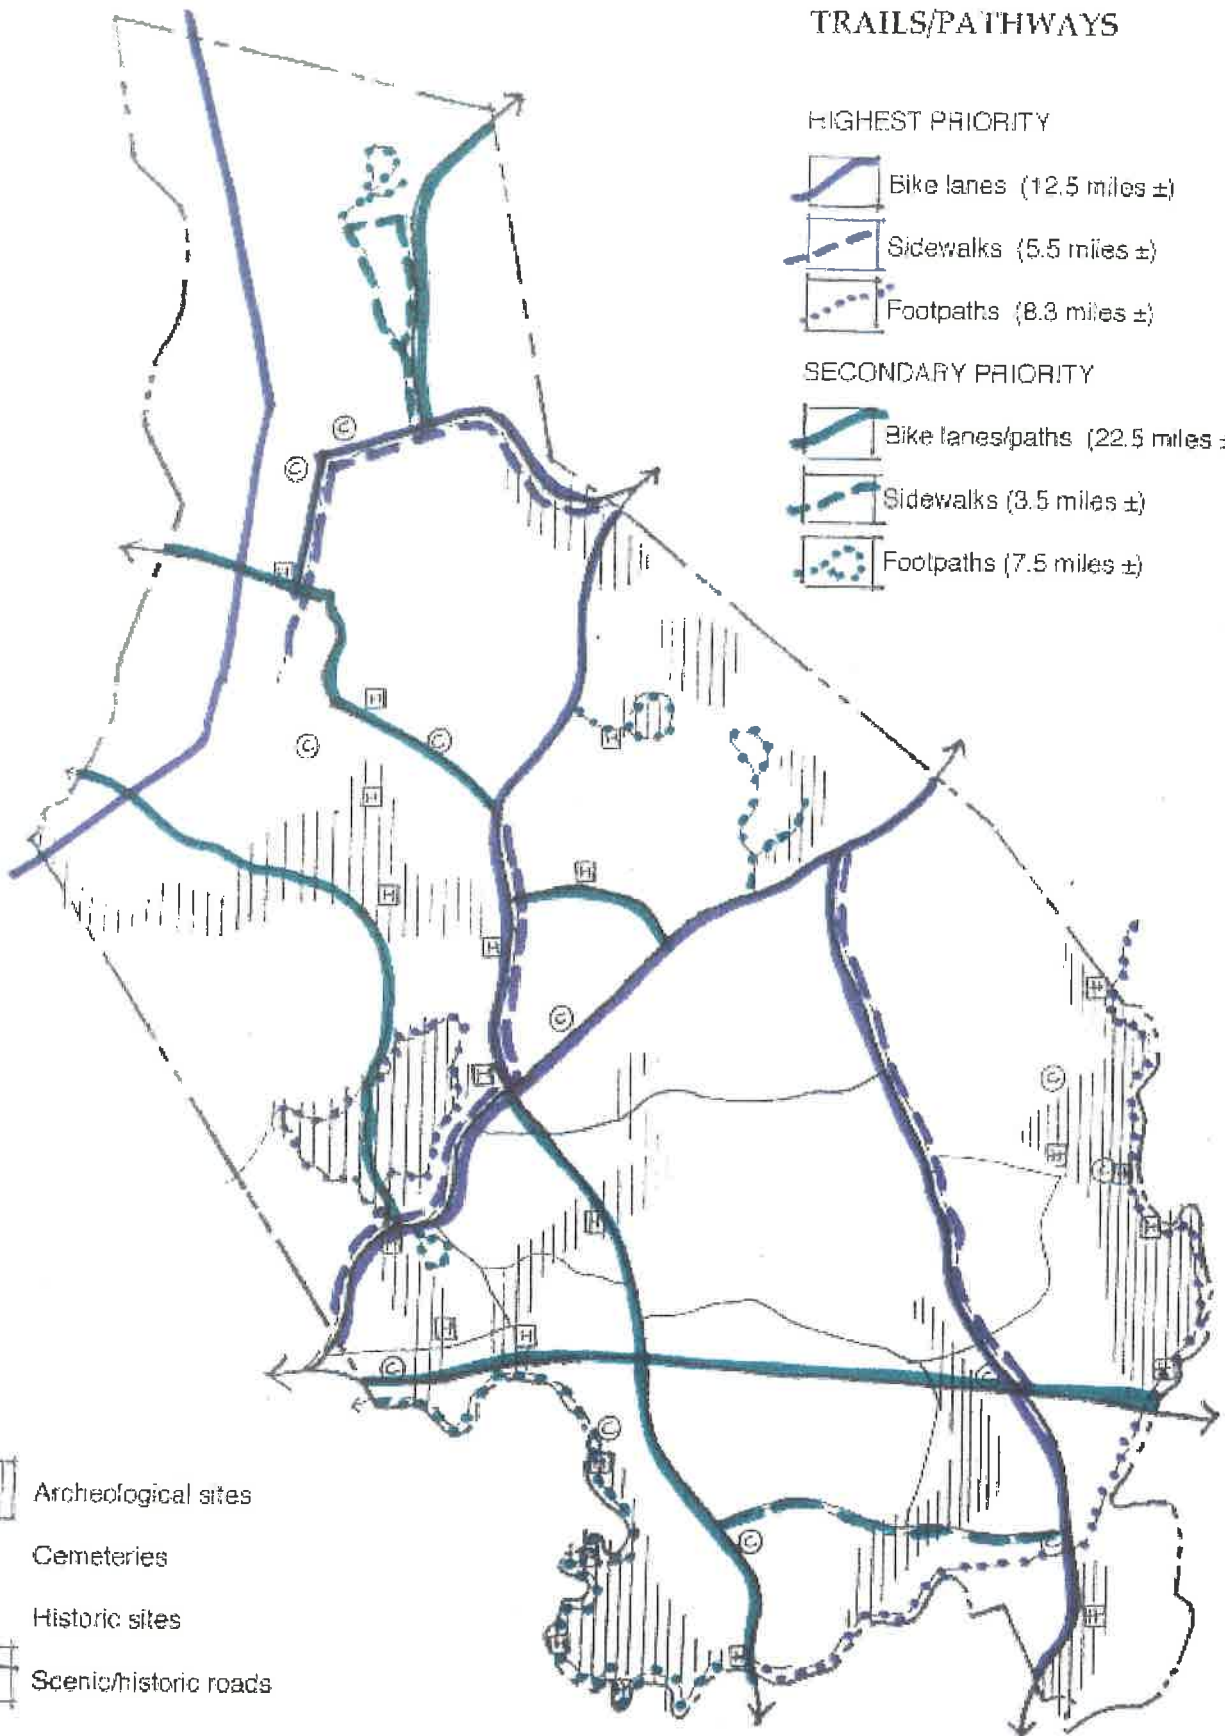 TRAILS/PATHWAYS
HIGHEST PRIORITY
Bike lanes (12.5 miles ±)
Sidewalks (5.5 miles ±)
Footpaths (8.3 miles ±)
SECONDARY PRIORITY
Bike lanes/paths (22.5 miles ±
Sidewalks (3.5 miles ±)
Footpaths (7.5 miles ±)
Archeological sites
Cemeteries
Historic sites
Scenic/historic roads